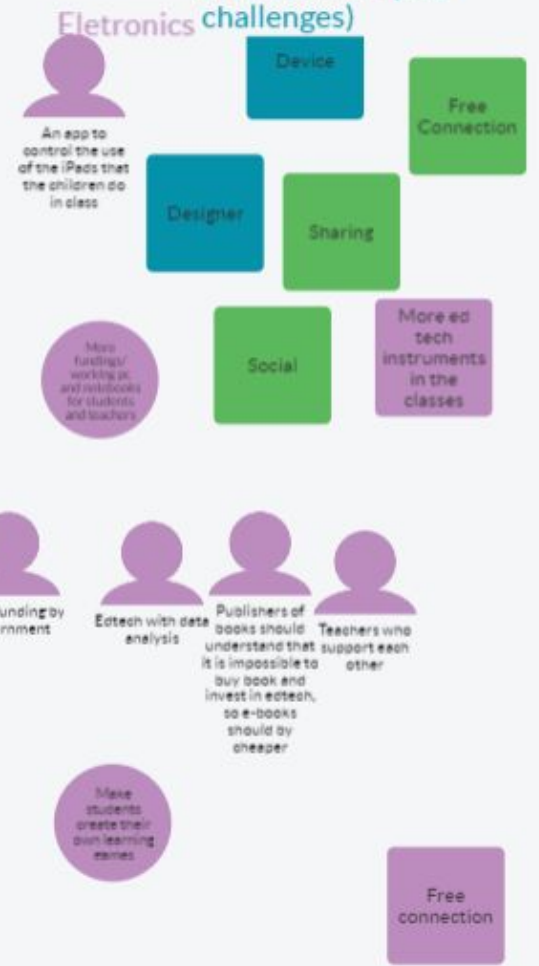 Eletronics
challenges)
Device
Free
Connection
An app to
control the use
of the iPads that
the children do
in class
Designer
Sharing
More ed
tech
instruments
in the
classes
Social
More
fundings/
working pc
and notebooks
for students
and teachers
unding by
rnment
Edtech with data
analysis
Publishers of
books should
understand that
it is impossible to
buy book and
invest in edtech,
so e-books
should by
cheaper
Teachers who
support each
other
Make
students
create their
own learning
Free
connection